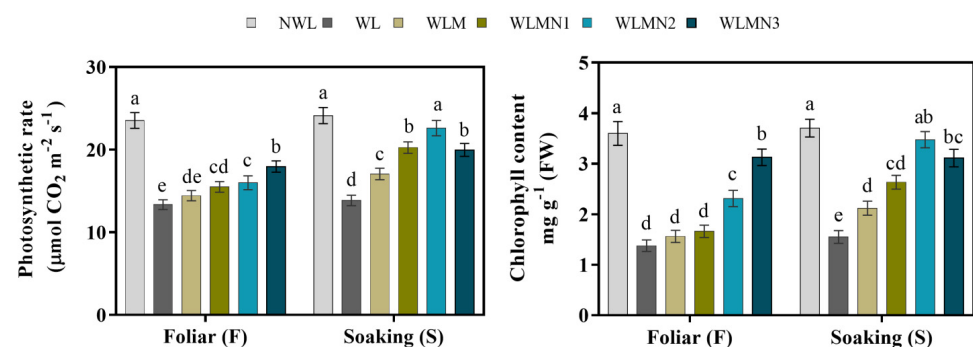 NWL WL WLM WLMN1 WLMN2 WLMN3
Photosynthetic rate
(µmol CO₂ m⁻² s⁻¹)
30
20
10
0
a e de cd c b
a d c b a b
Foliar (F) Soaking (S)
Chlorophyll content
mg g⁻¹ (FW)
5
4
3
2
1
0
a d d d c b
a e d cd ab bc
Foliar (F) Soaking (S)